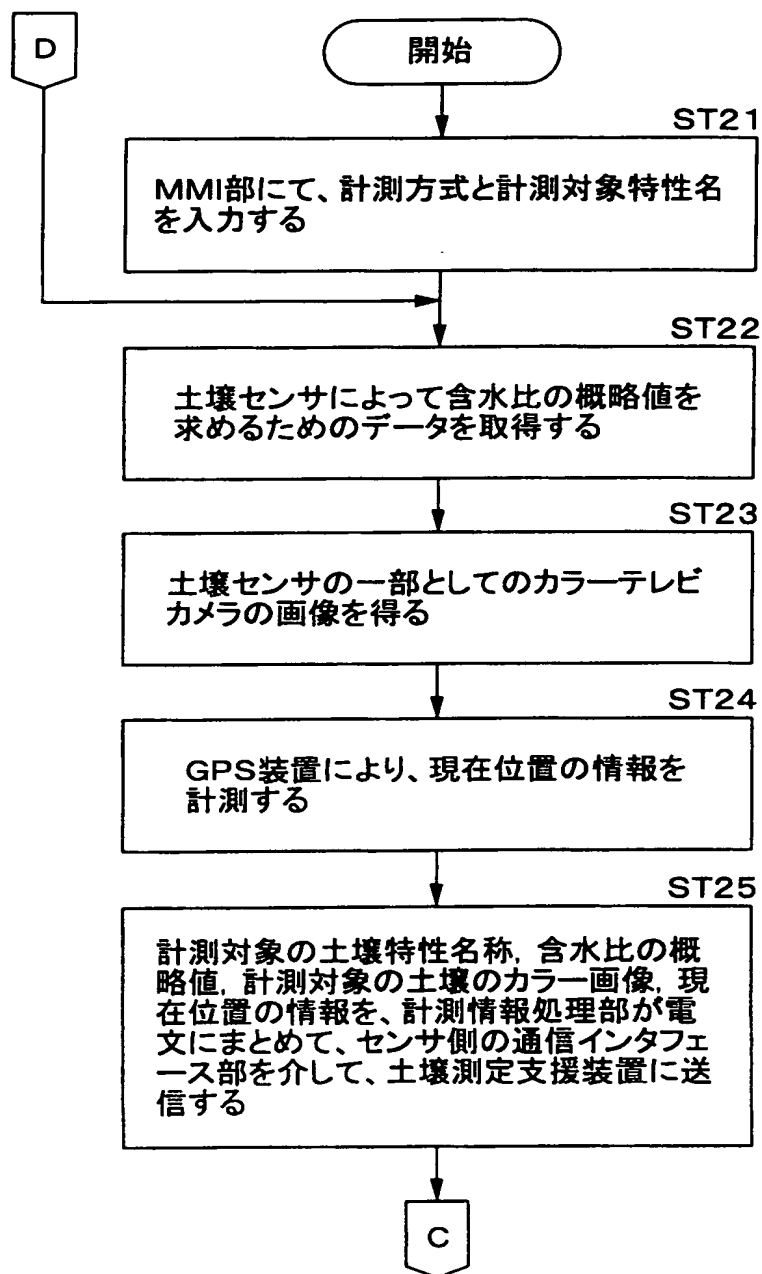 D
開始
ST21
MMI部にて、計測方式と計測対象特性名
を入力する
ST22
土壌センサによって含水比の概略値を
求めるためのデータを取得する
ST23
土壌センサの一部としてのカラーテレビ
カメラの画像を得る
ST24
GPS装置により、現在位置の情報を
計測する
ST25
計測対象の土壌特性名称, 含水比の概
略値, 計測対象の土壌のカラー画像, 現
在位置の情報を、計測情報処理部が電
文にまとめて、センサ側の通信インタフェ
ース部を介して、土壌測定支援装置に送
信する
C